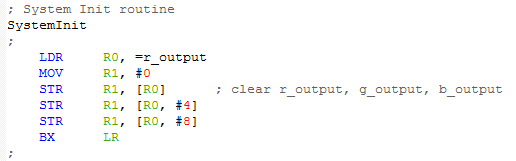 ; System Init routine
SystemInit
;
LDR R0, =r_output
MOV R1, #0
STR R1, [R0] ; clear r_output, g_output, b_output
STR R1, [R0, #4]
STR R1, [R0, #8]
BX LR
;